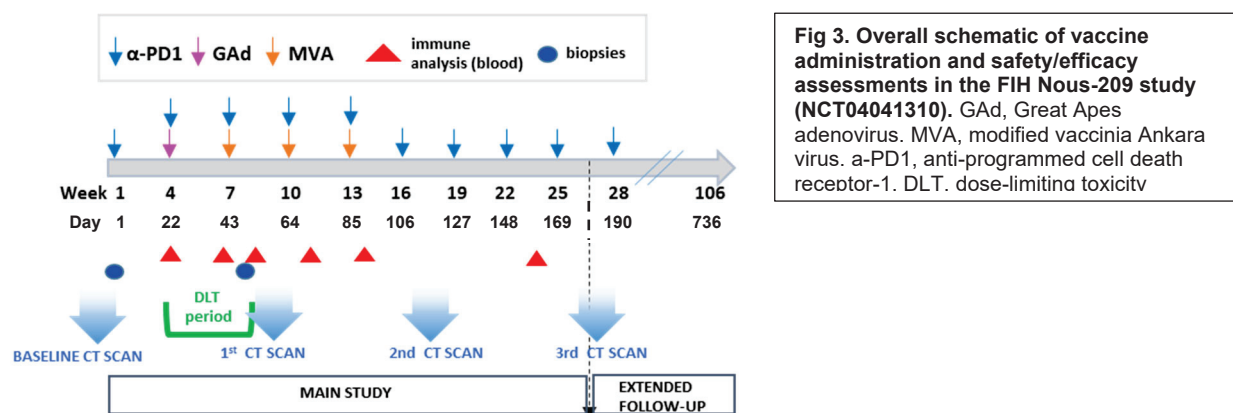 α-PD1 GAd MVA immune analysis (blood) biopsies
Week 1 4 7 10 13 16 19 22 25 28 106
Day 1 22 43 64 85 106 127 148 169 190 736
DLT
period
BASELINE CT SCAN 1st CT SCAN 2nd CT SCAN 3rd CT SCAN
MAIN STUDY
EXTENDED
FOLLOW-UP
Fig 3. Overall schematic of vaccine
administration and safety/efficacy
assessments in the FIH Nous-209 study
(NCT04041310). GAd, Great Apes
adenovirus. MVA, modified vaccinia Ankara
virus. a-PD1, anti-programmed cell death
receptor-1. DLT. dose-limiting toxicity